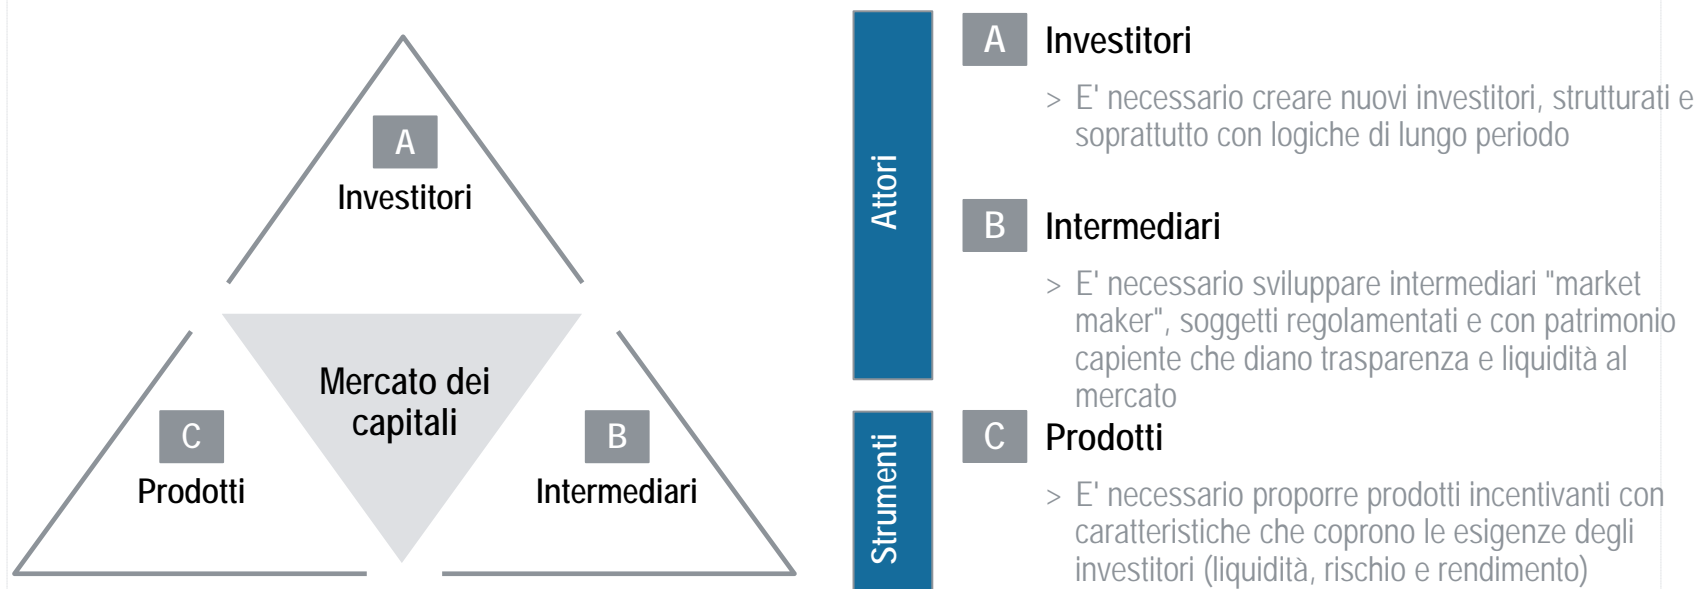 A
Investitori
Mercato dei
capitali
C
Prodotti
B
Intermediari
Attori
A Investitori
> E' necessario creare nuovi investitori, strutturati e
soprattutto con logiche di lungo periodo
B Intermediari
> E' necessario sviluppare intermediari "market
maker", soggetti regolamentati e con patrimonio
capiente che diano trasparenza e liquidità al
mercato
Strumenti
C Prodotti
> E' necessario proporre prodotti incentivanti con
caratteristiche che coprono le esigenze degli
investitori (liquidità, rischio e rendimento)